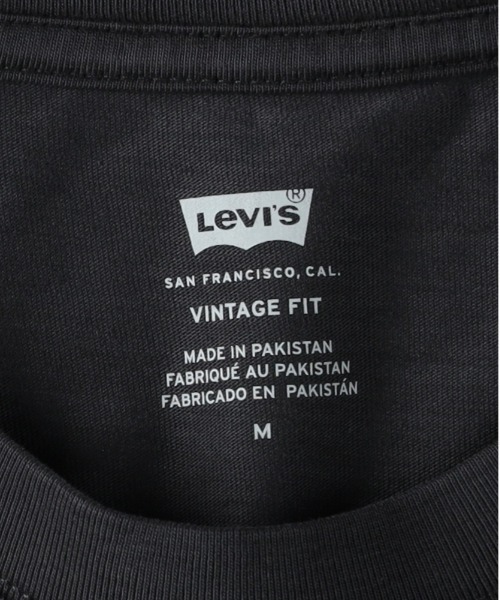 Levi's®
SAN FRANCISCO, CAL.
VINTAGE FIT
MADE IN PAKISTAN
FABRIQUÉ AU PAKISTAN
FABRICADO EN PAKISTÁN
M